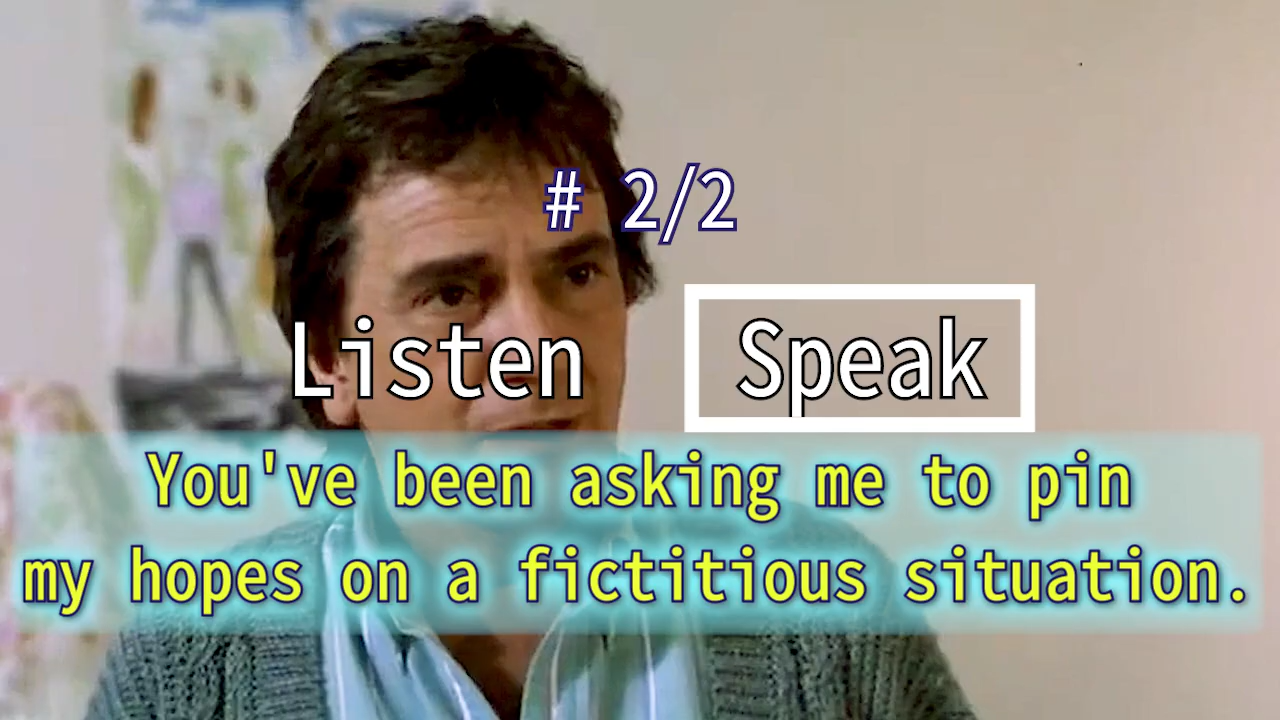 # 2/2
Listen Speak
You've been asking me to pin
my hopes on a fictitious situation.